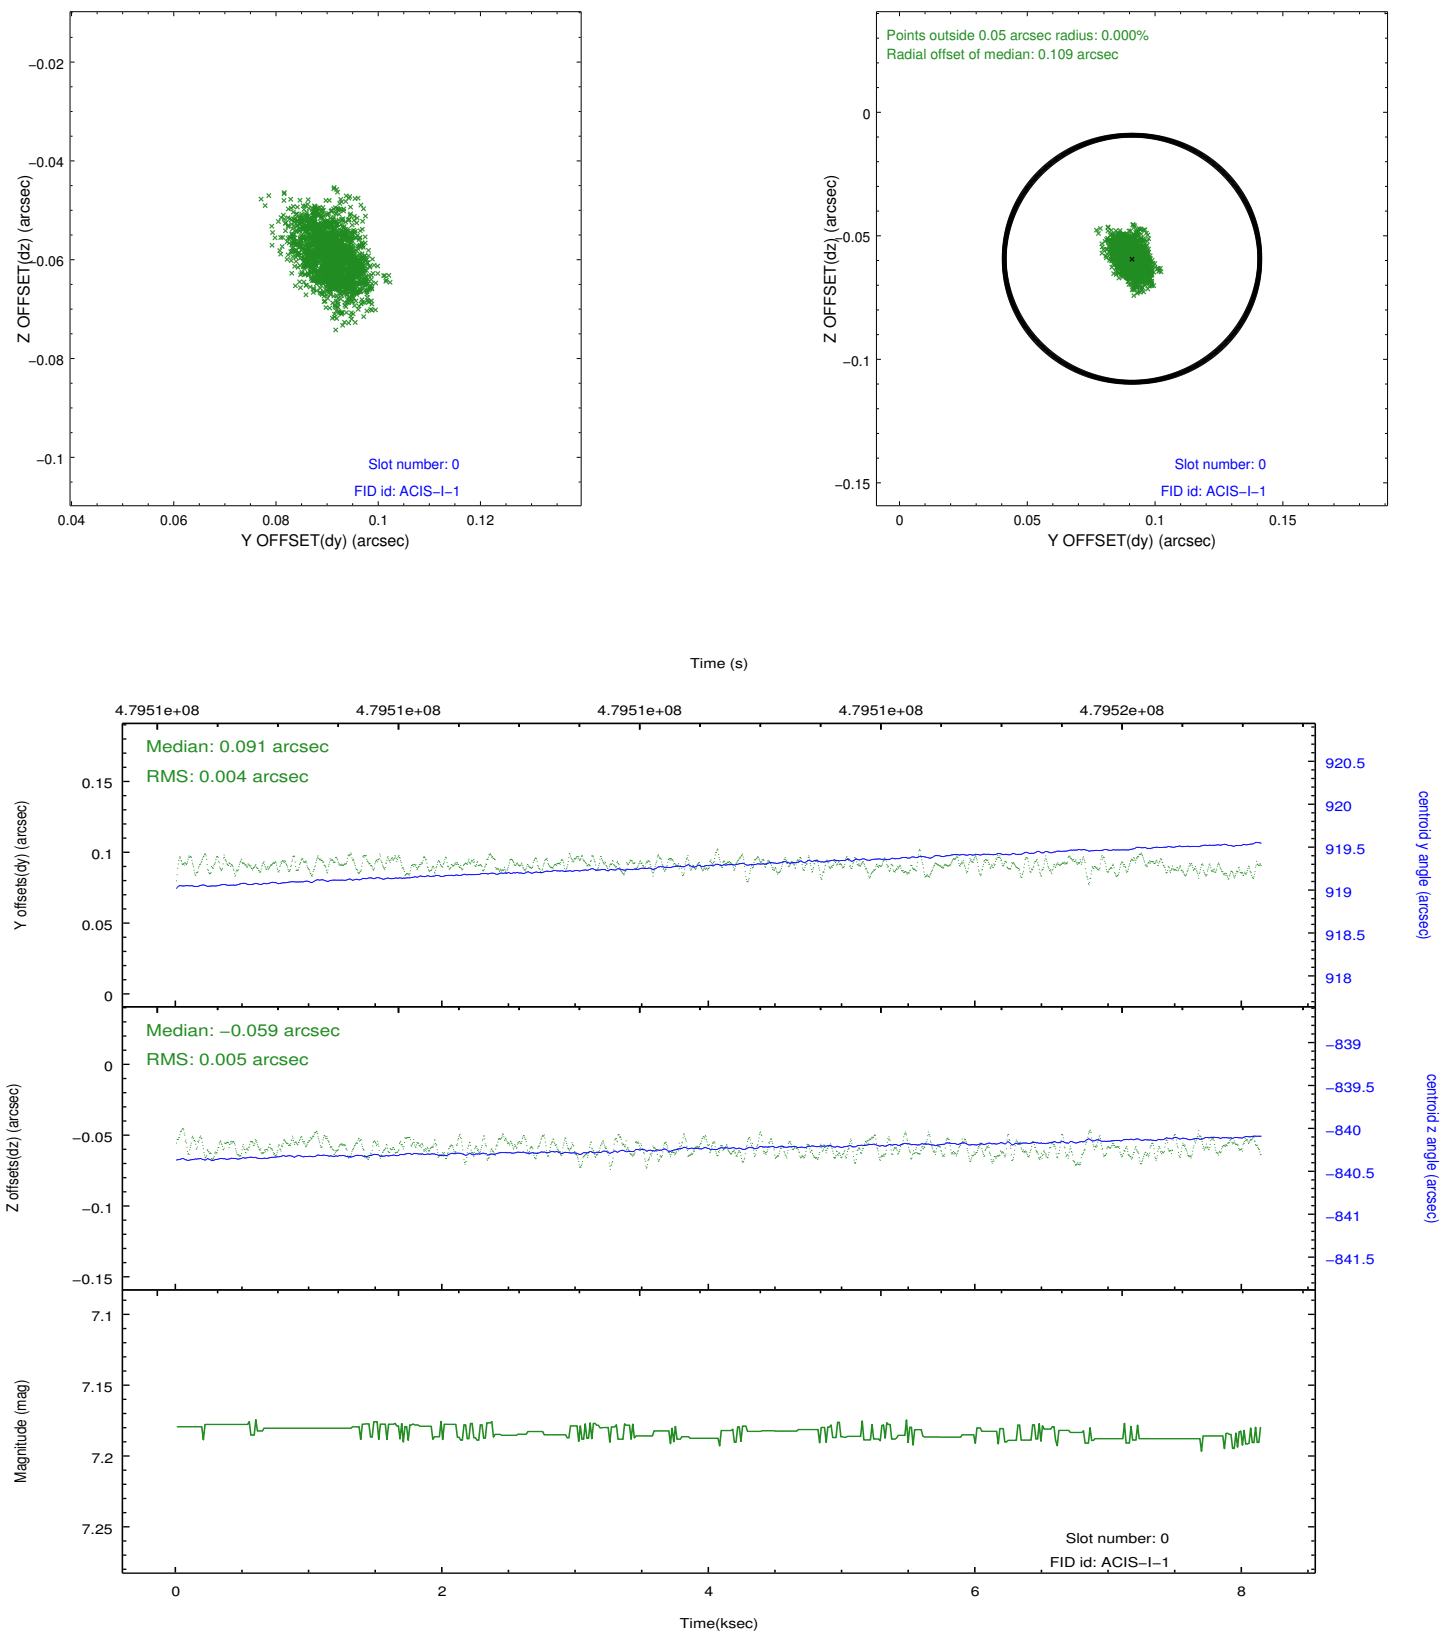 −0.02
−0.04
−0.06
−0.08
−0.1
Z OFFSET(dz) (arcsec)
Slot number: 0
FID id: ACIS−I−1
0.04 0.06 0.08 0.1 0.12
Y OFFSET(dy) (arcsec)
Points outside 0.05 arcsec radius: 0.000%
Radial offset of median: 0.109 arcsec
0
−0.05
−0.1
−0.15
Z OFFSET(dz) (arcsec)
Slot number: 0
FID id: ACIS−I−1
0 0.05 0.1 0.15
Y OFFSET(dy) (arcsec)
Time (s)
4.7951e+08 4.7951e+08 4.7951e+08 4.7951e+08 4.7952e+08
Median: 0.091 arcsec
RMS: 0.004 arcsec
0.15
0.1
0.05
0
Y offsets(dy) (arcsec)
920.5
920
919.5
919
918.5
918
centroid y angle (arcsec)
Median: −0.059 arcsec
RMS: 0.005 arcsec
0
−0.05
−0.1
−0.15
Z offsets(dz) (arcsec)
−839
−839.5
−840
−840.5
−841
−841.5
centroid z angle (arcsec)
7.1
7.15
7.2
7.25
Magnitude (mag)
Slot number: 0
FID id: ACIS−I−1
0 2 4 6 8
Time(ksec)